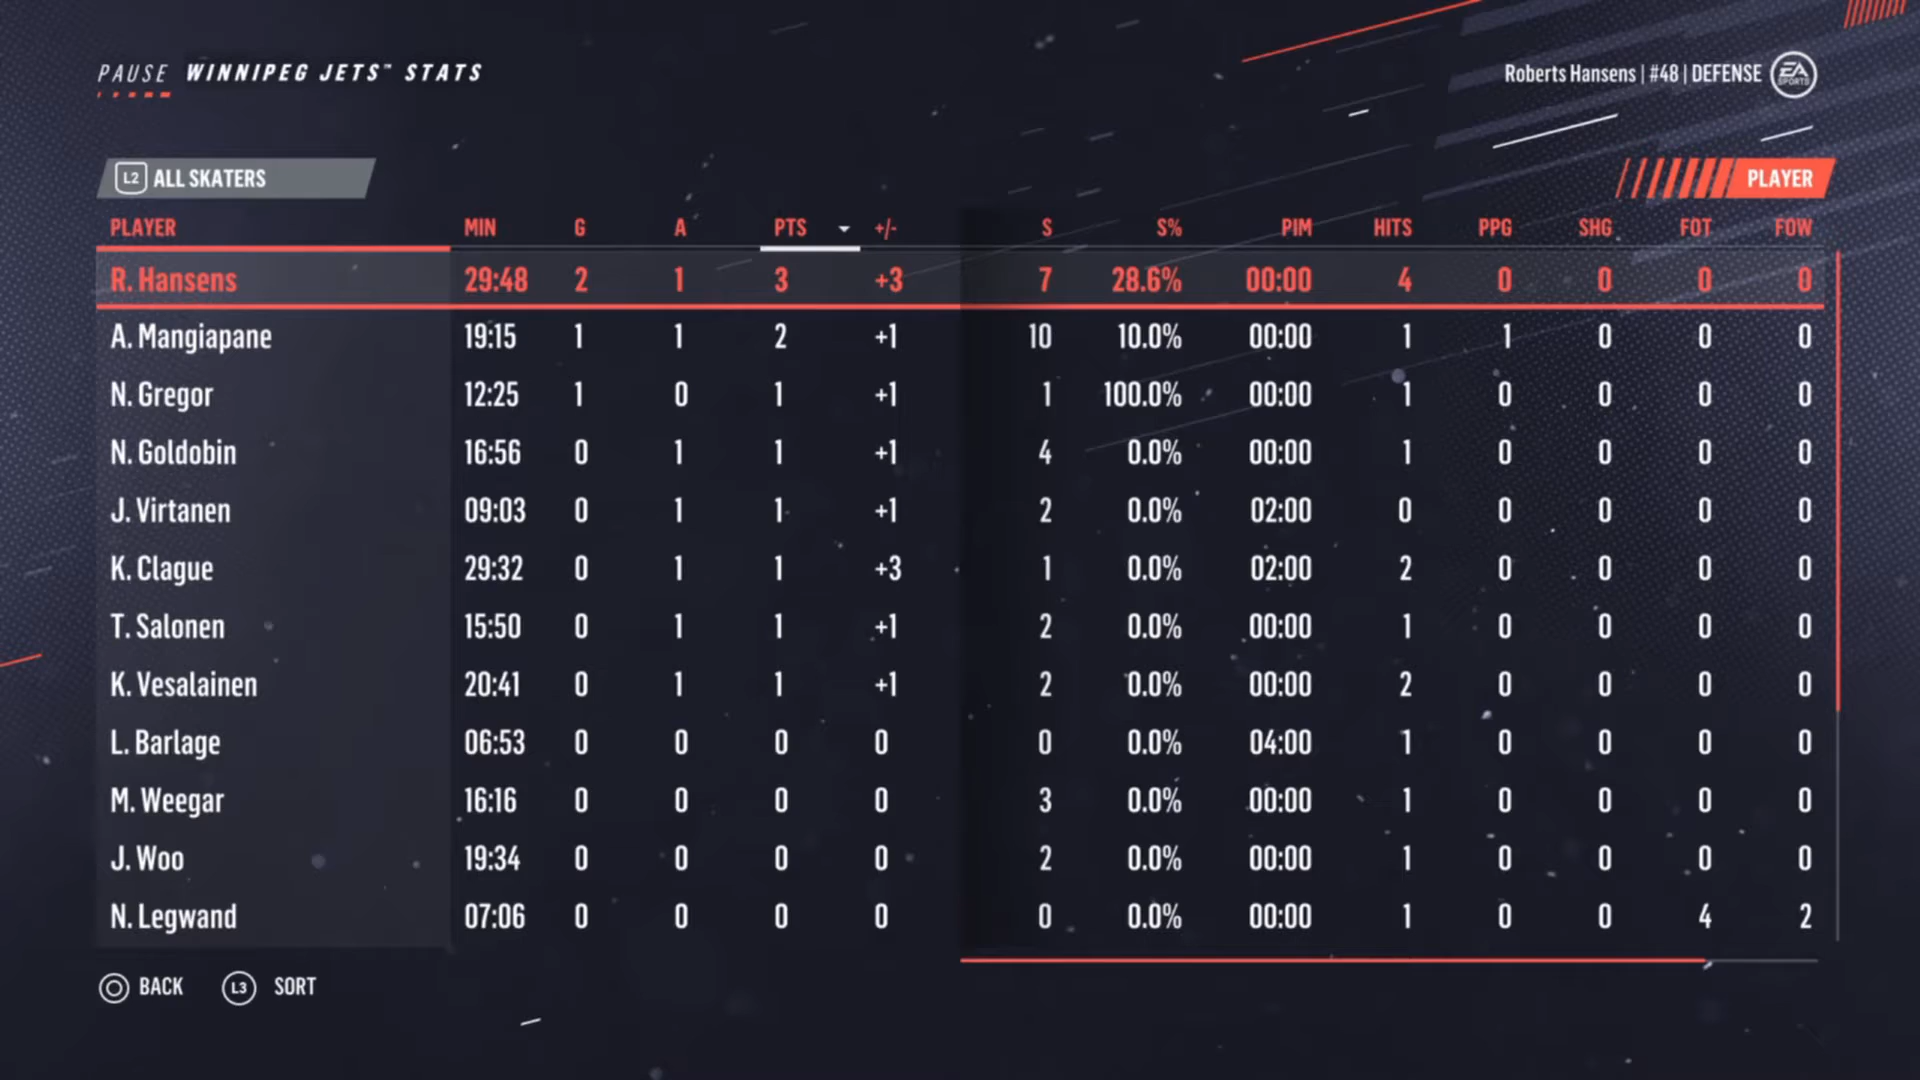 PAUSE WINNIPEG JETS™ STATS
Roberts Hansens | #48 | DEFENSE EA SPORTS
L2 ALL SKATERS
PLAYER
PLAYER MIN G A PTS +/- S S% PIM HITS PPG SHG FOT FOW
R. Hansens 29:48 2 1 3 +3 7 28.6% 00:00 4 0 0 0 0
A. Mangiapane 19:15 1 1 2 +1 10 10.0% 00:00 1 1 0 0 0
N. Gregor 12:25 1 0 1 +1 1 100.0% 00:00 1 0 0 0 0
N. Goldobin 16:56 0 1 1 +1 4 0.0% 00:00 1 0 0 0 0
J. Virtanen 09:03 0 1 1 +1 2 0.0% 02:00 0 0 0 0 0
K. Clague 29:32 0 1 1 +3 1 0.0% 02:00 2 0 0 0 0
T. Salonen 15:50 0 1 1 +1 2 0.0% 00:00 1 0 0 0 0
K. Vesalainen 20:41 0 1 1 +1 2 0.0% 00:00 2 0 0 0 0
L. Barlage 06:53 0 0 0 0 0 0.0% 04:00 1 0 0 0 0
M. Weegar 16:16 0 0 0 0 3 0.0% 00:00 1 0 0 0 0
J. Woo 19:34 0 0 0 0 2 0.0% 00:00 1 0 0 0 0
N. Legwand 07:06 0 0 0 0 0 0.0% 00:00 1 0 0 4 2
BACK L3 SORT